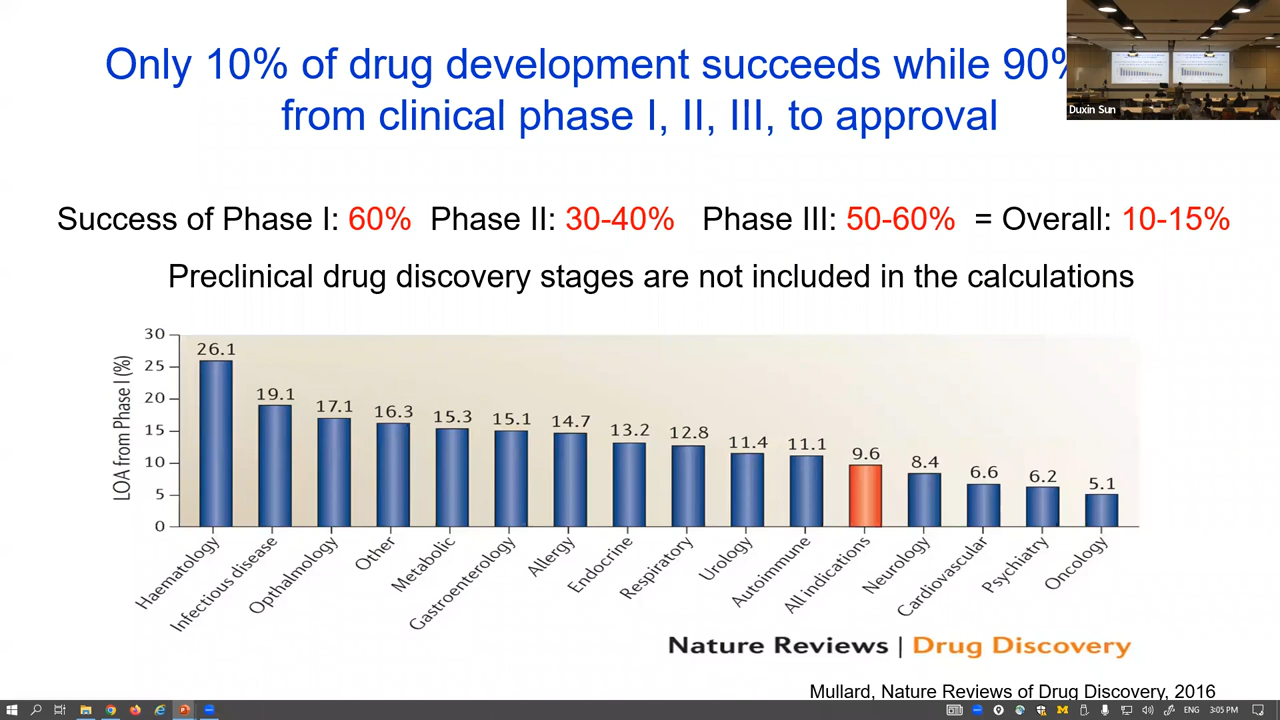 Only 10% of drug development succeeds while 90%
from clinical phase I, II, III, to approval
Duxin Sun
Success of Phase I: 60% Phase II: 30-40% Phase III: 50-60% = Overall: 10-15%
Preclinical drug discovery stages are not included in the calculations
LOA from Phase I (%)
30
25
20
15
10
5
0
26.1
19.1
17.1
16.3
15.3
15.1
14.7
13.2
12.8
11.4
11.1
9.6
8.4
6.6
6.2
5.1
Haematology
Infectious disease
Opthalmology
Other
Metabolic
Gastroenterology
Allergy
Endocrine
Respiratory
Urology
Autoimmune
All indications
Neurology
Cardiovascular
Psychiatry
Oncology
Nature Reviews | Drug Discovery
Mullard, Nature Reviews of Drug Discovery, 2016
ENG
3:05 PM